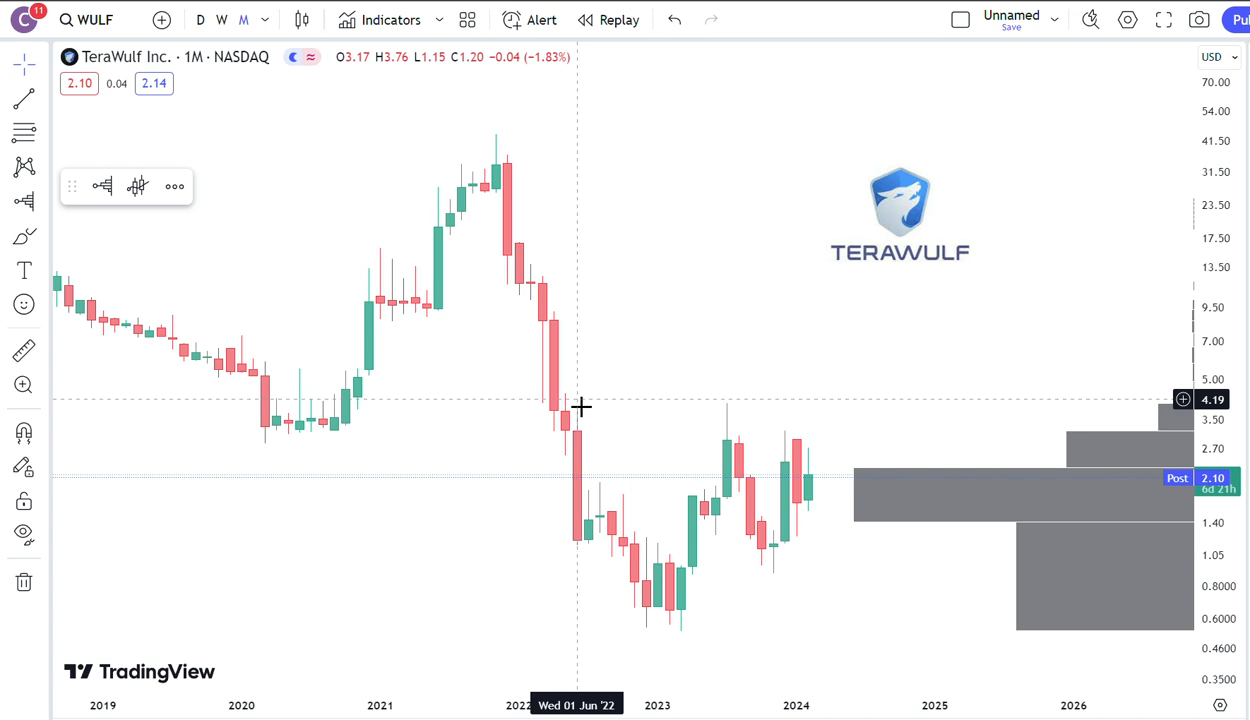 C 11 WULF D W M Indicators Alert Replay Unnamed Save Pu
TeraWulf Inc. · 1M · NASDAQ O3.17 H3.76 L1.15 C1.20 −0.04 (−1.83%) USD
2.10 0.04 2.14
70.00
54.00
41.50
31.50
23.50
TERAWULF
17.50
13.50
9.50
7.00
5.00
4.19
3.50
2.70
Post 2.10
6d 21h
1.40
1.05
0.8000
0.6000
0.4600
TradingView
0.3500
2019 2020 2021 2022 Wed 01 Jun '22 2023 2024 2025 2026